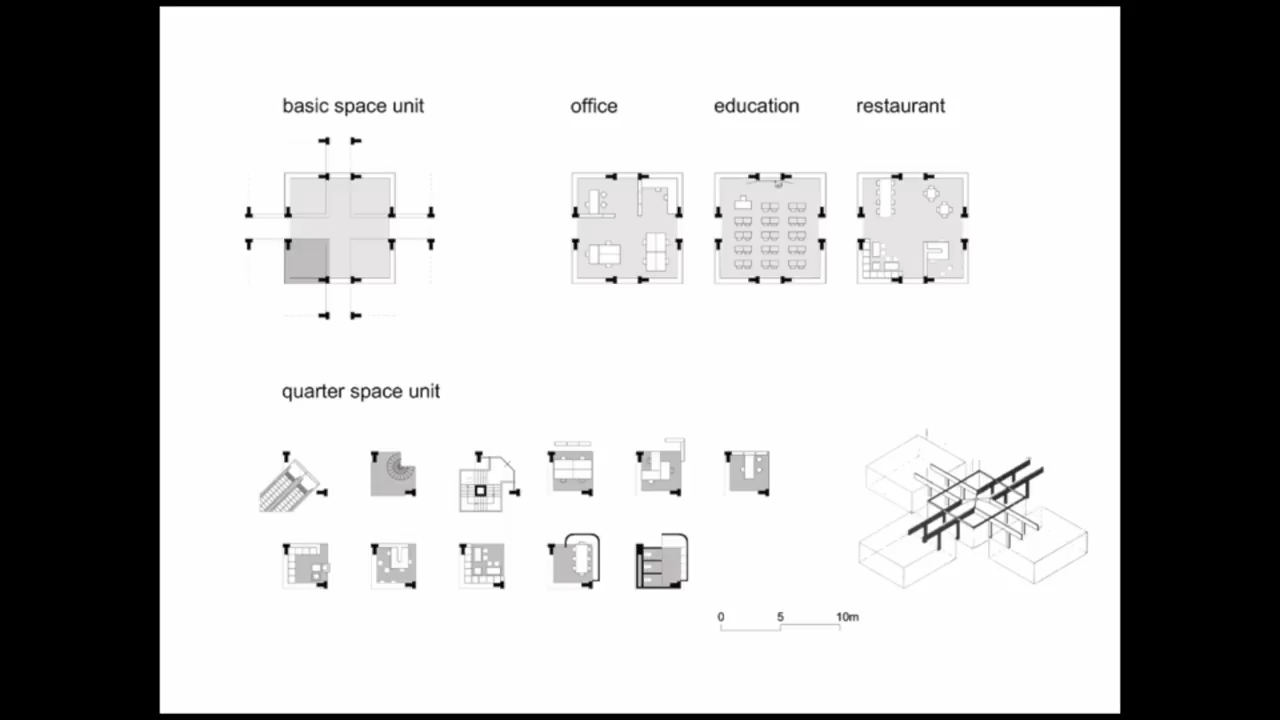 basic space unit
office
education
restaurant
quarter space unit
0 5 10m